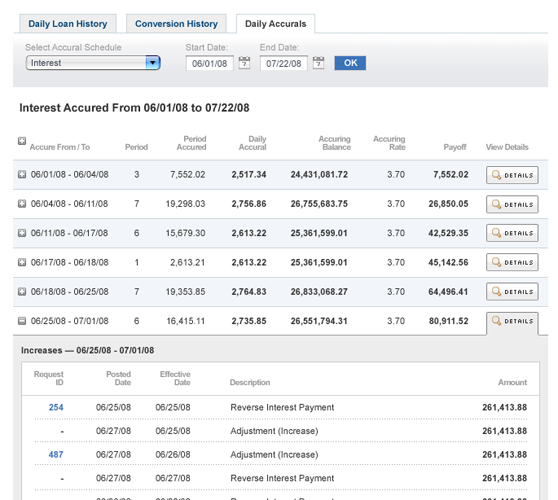 Daily Loan History Conversion History Daily Accurals
Select Accural Schedule Start Date: End Date:
Interest 06/01/08 07/22/08 OK
Interest Accured From 06/01/08 to 07/22/08
Period Daily Accuring Accuring
Accure From / To Period Accured Accural Balance Rate Payoff View Details
06/01/08 - 06/04/08 3 7,552.02 2,517.34 24,431,081.72 3.70 7,552.02 DETAILS
06/04/08 - 06/11/08 7 19,298.03 2,756.86 26,755,683.75 3.70 26,850.05 DETAILS
06/11/08 - 06/17/08 6 15,679.30 2,613.22 25,361,599.01 3.70 42,529.35 DETAILS
06/17/08 - 06/18/08 1 2,613.21 2,613.22 25,361,599.01 3.70 45,142.56 DETAILS
06/18/08 - 06/25/08 7 19,353.85 2,764.83 26,833,068.27 3.70 64,496.41 DETAILS
06/25/08 - 07/01/08 6 16,415.11 2,735.85 26,551,794.31 3.70 80,911.52 DETAILS
Increases — 06/25/08 - 07/01/08
Request Posted Effective
ID Date Date Description Amount
254 06/25/08 06/25/08 Reverse Interest Payment 261,413.88
- 06/25/08 06/25/08 Adjustment (Increase) 261,413.88
487 06/27/08 06/26/08 Adjustment (Increase) 261,413.88
- 06/27/08 06/27/08 Reverse Interest Payment 261,413.88